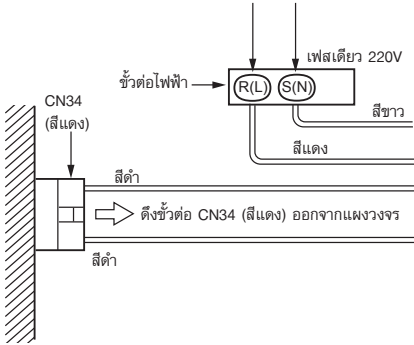 เฟสเดียว 220V
ขั้วต่อไฟฟ้า
R(L) S(N)
CN34
(สีแดง)
สีขาว
สีแดง
สีดำ
ดึงขั้วต่อ CN34 (สีแดง) ออกจากแผงวงจร
สีดำ